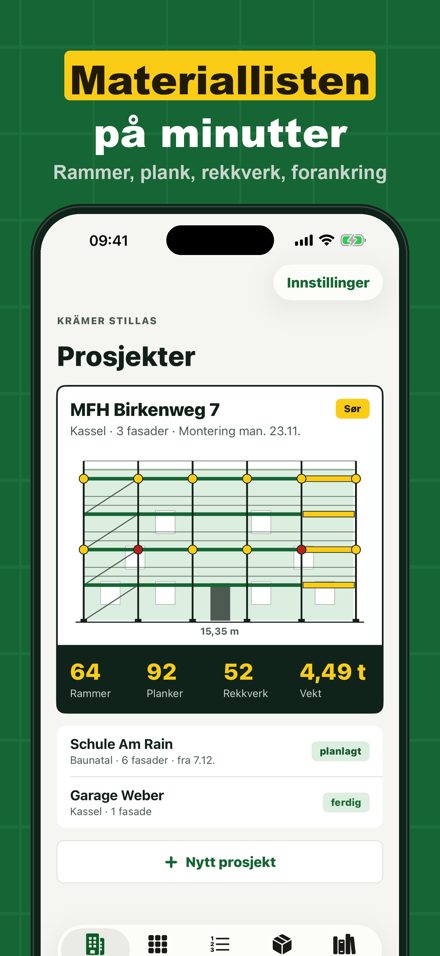 Materiallisten
på minutter
Rammer, plank, rekkverk, forankring
09:41
Innstillinger
KRÄMER STILLAS
Prosjekter
MFH Birkenweg 7
Sør
Kassel · 3 fasader · Montering man. 23.11.
15,35 m
64 92 52 4,49 t
Rammer Planker Rekkverk Vekt
Schule Am Rain
Baunatal · 6 fasader · fra 7.12.
planlagt
Garage Weber
Kassel · 1 fasade
ferdig
+ Nytt prosjekt